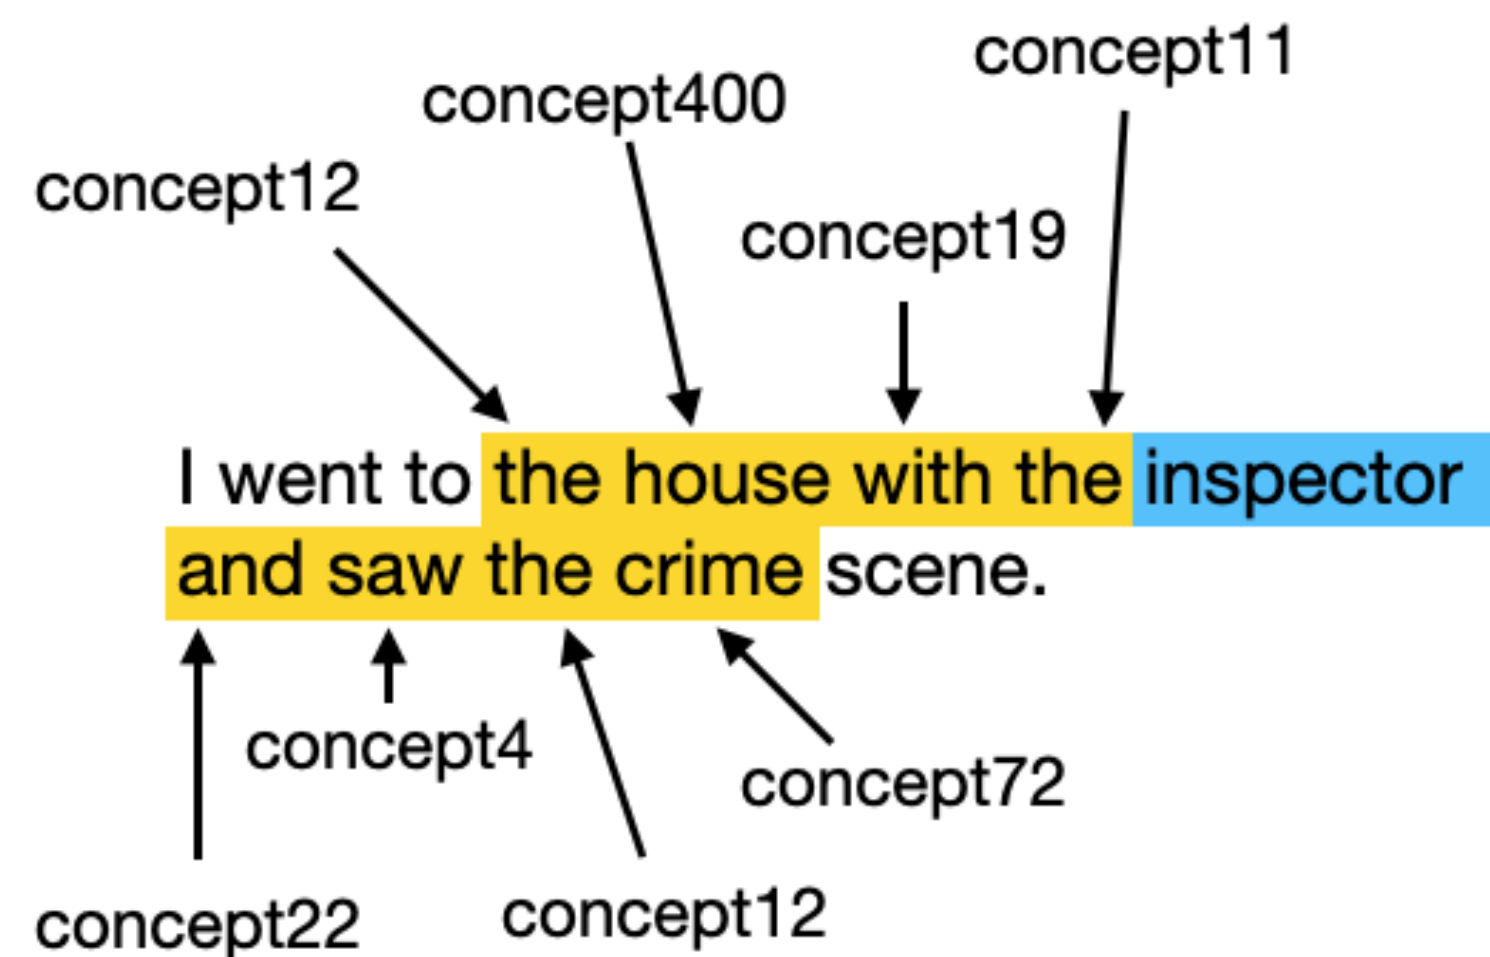 concept11
concept400
concept12
concept19
I went to the house with the inspector
and saw the crime scene.
concept4
concept72
concept22
concept12